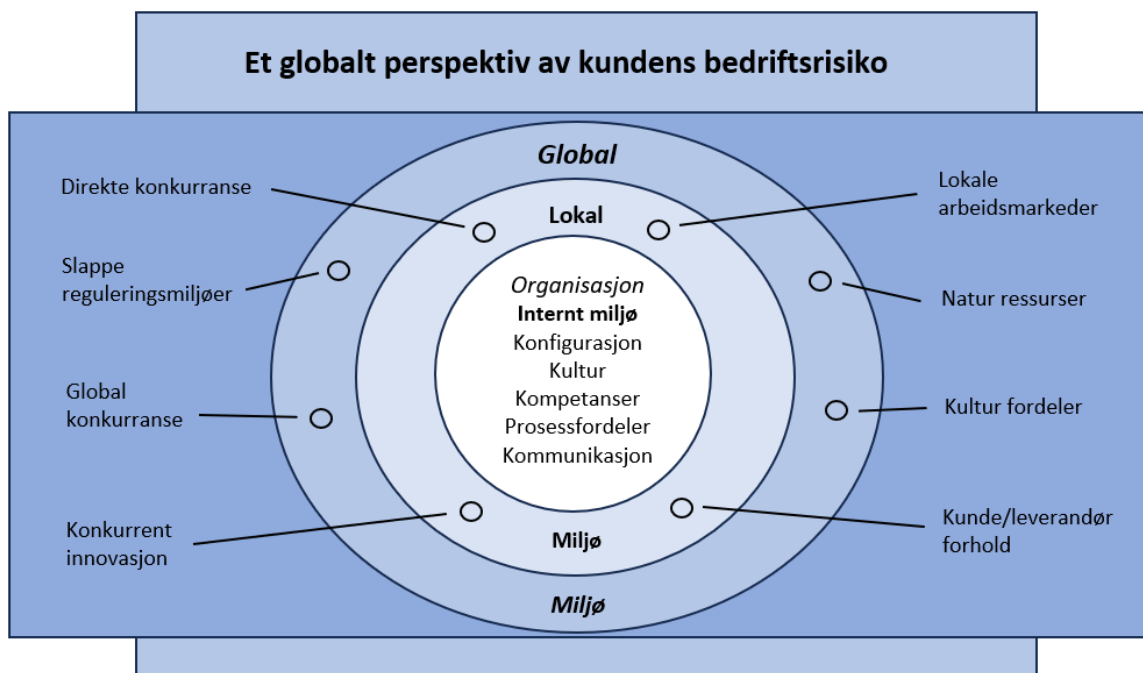 Et globalt perspektiv av kundens bedriftsrisiko
Global
Direkte konkurranse
Lokale
arbeidsmarkeder
Lokal
Slappe
reguleringsmiljøer
Natur ressurser
Organisasjon
Internt miljø
Konfigurasjon
Kultur
Kompetanser
Prosessfordeler
Kommunikasjon
Global
konkurranse
Kultur fordeler
Konkurrent
innovasjon
Kunde/leverandør
forhold
Miljø
Miljø